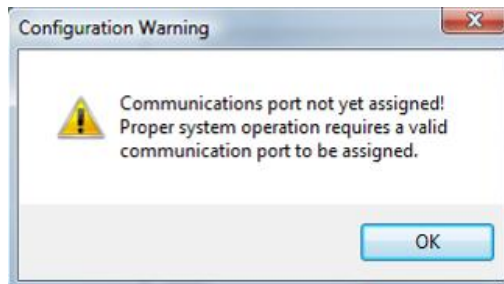 Configuration Warning
Communications port not yet assigned!
Proper system operation requires a valid
communication port to be assigned.
OK